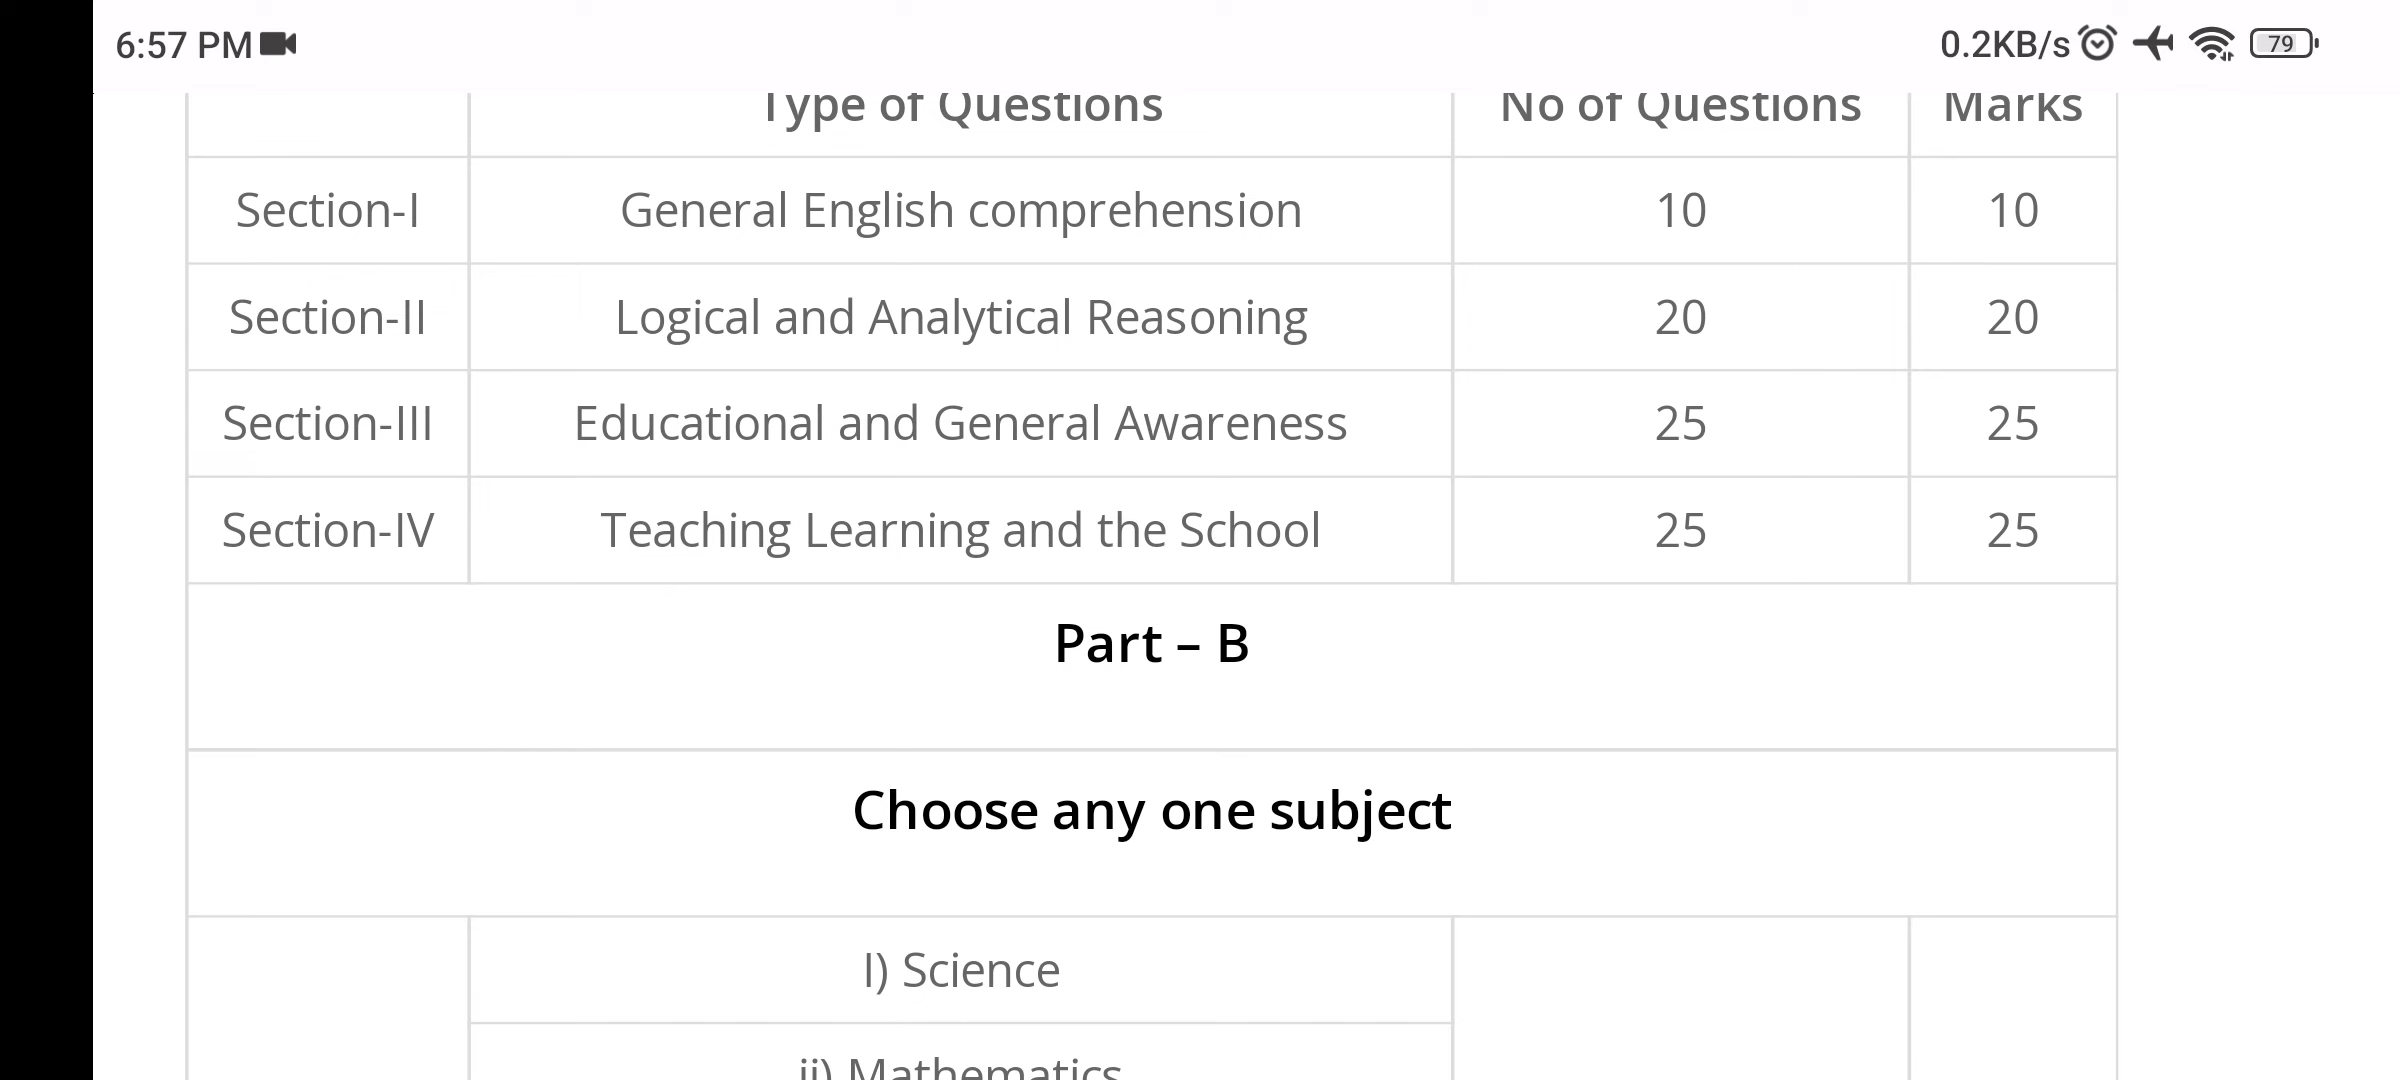 6:57 PM 0.2KB/s 79
Type of Questions No of Questions Marks
Section-I General English comprehension 10 10
Section-II Logical and Analytical Reasoning 20 20
Section-III Educational and General Awareness 25 25
Section-IV Teaching Learning and the School 25 25
Part – B
Choose any one subject
I) Science
ii) Mathematics